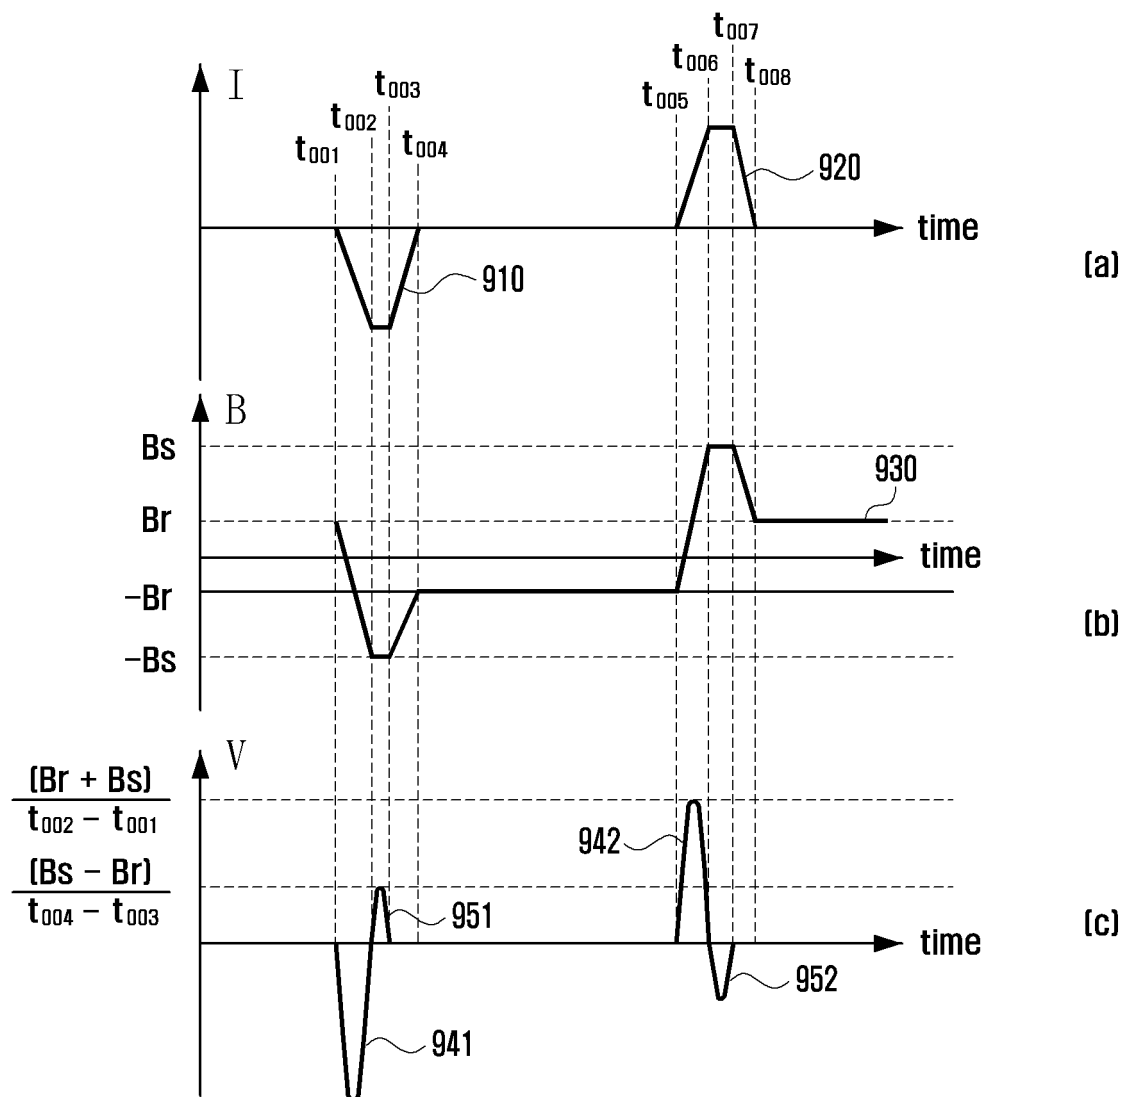 I
t001
t002
t003
t004
t005
t006
t007
t008
910
920
time
(a)
B
Bs
Br
-Br
-Bs
930
time
(b)
V
(Br + Bs)
t002 - t001
(Bs - Br)
t004 - t003
941
951
942
952
time
(c)